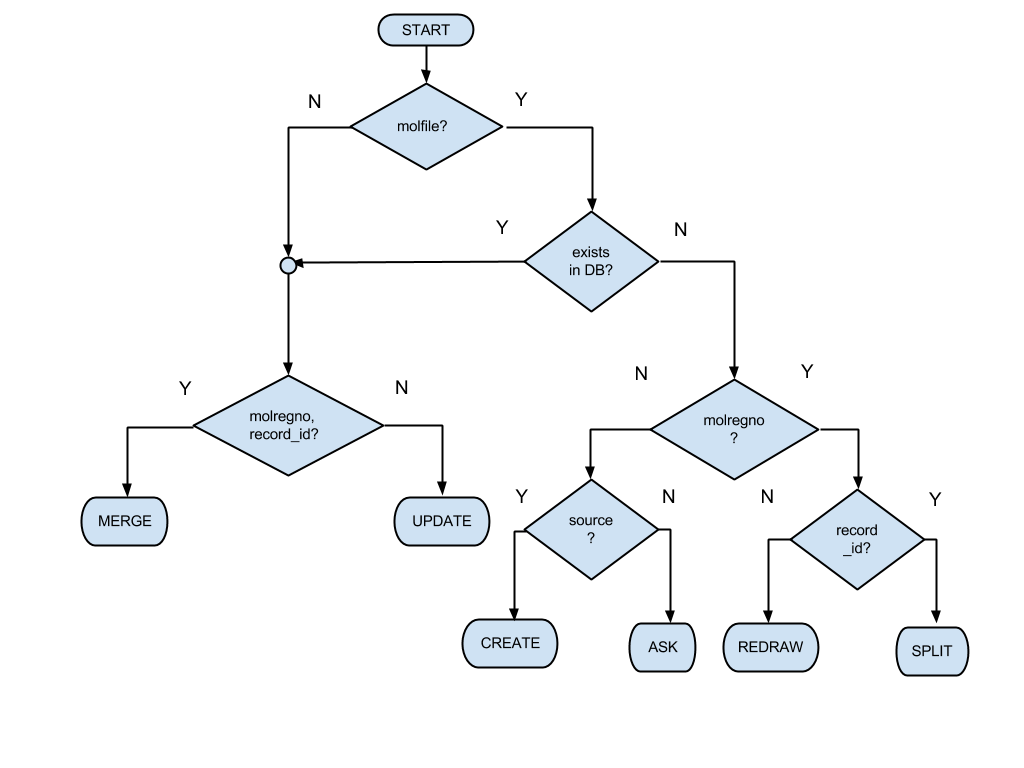 START
N
Y
molfile?
Y
N
exists
in DB?
Y
N
molregno,
record_id?
N
Y
molregno
?
MERGE
UPDATE
Y
N
source
?
N
Y
record
_id?
CREATE
ASK
REDRAW
SPLIT